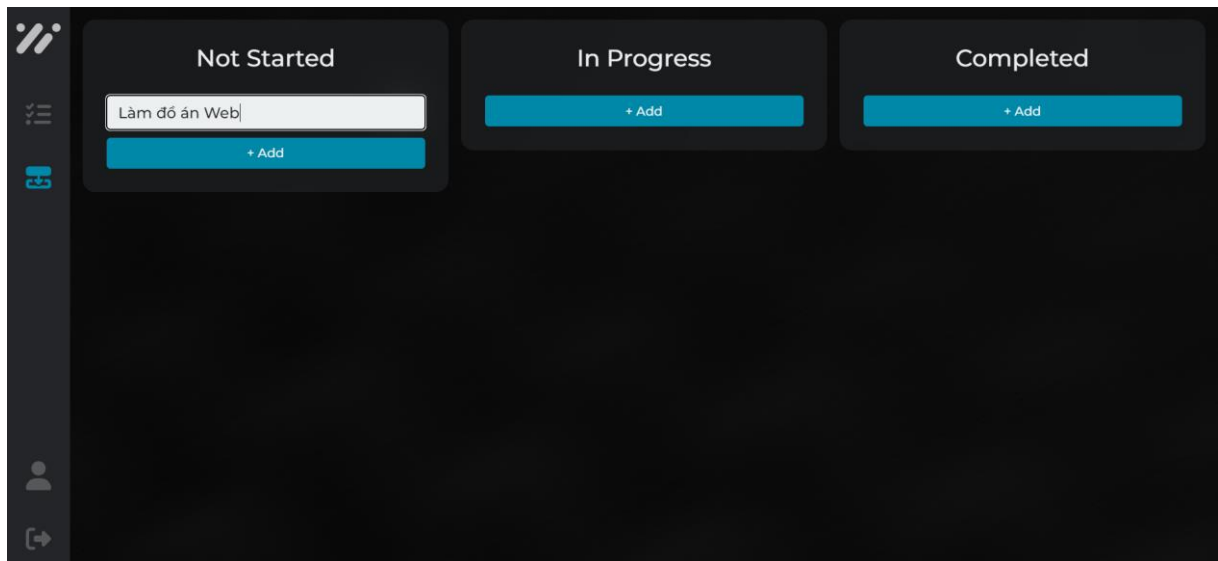 Not Started
Làm đồ án Web
+ Add
In Progress
+ Add
Completed
+ Add